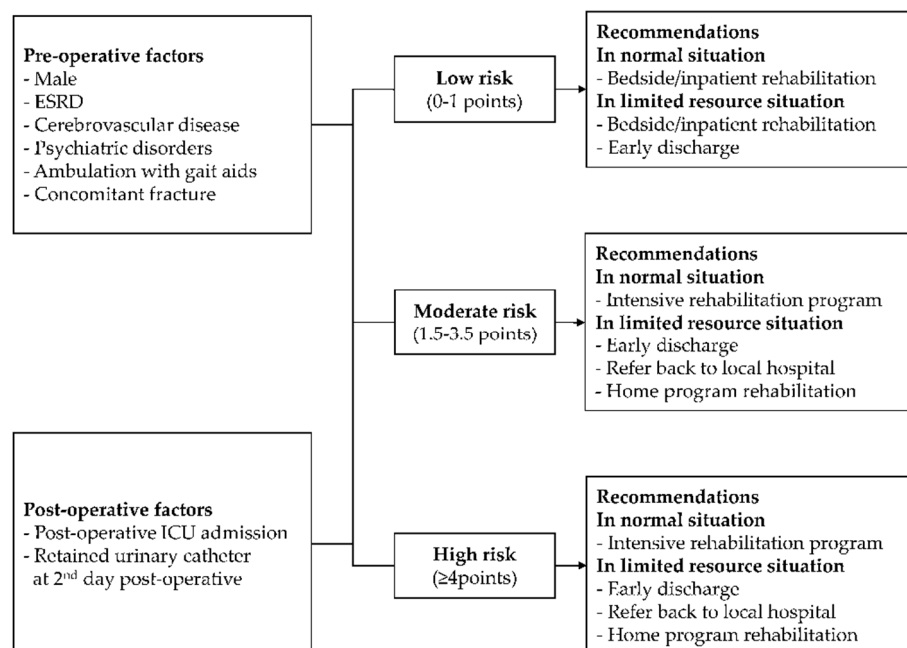 Pre-operative factors
- Male
- ESRD
- Cerebrovascular disease
- Psychiatric disorders
- Ambulation with gait aids
- Concomitant fracture
Post-operative factors
- Post-operative ICU admission
- Retained urinary catheter
at 2nd day post-operative
Low risk
(0-1 points)
Moderate risk
(1.5-3.5 points)
High risk
(≥4points)
Recommendations
In normal situation
- Bedside/inpatient rehabilitation
In limited resource situation
- Bedside/inpatient rehabilitation
- Early discharge
Recommendations
In normal situation
- Intensive rehabilitation program
In limited resource situation
- Early discharge
- Refer back to local hospital
- Home program rehabilitation
Recommendations
In normal situation
- Intensive rehabilitation program
In limited resource situation
- Early discharge
- Refer back to local hospital
- Home program rehabilitation